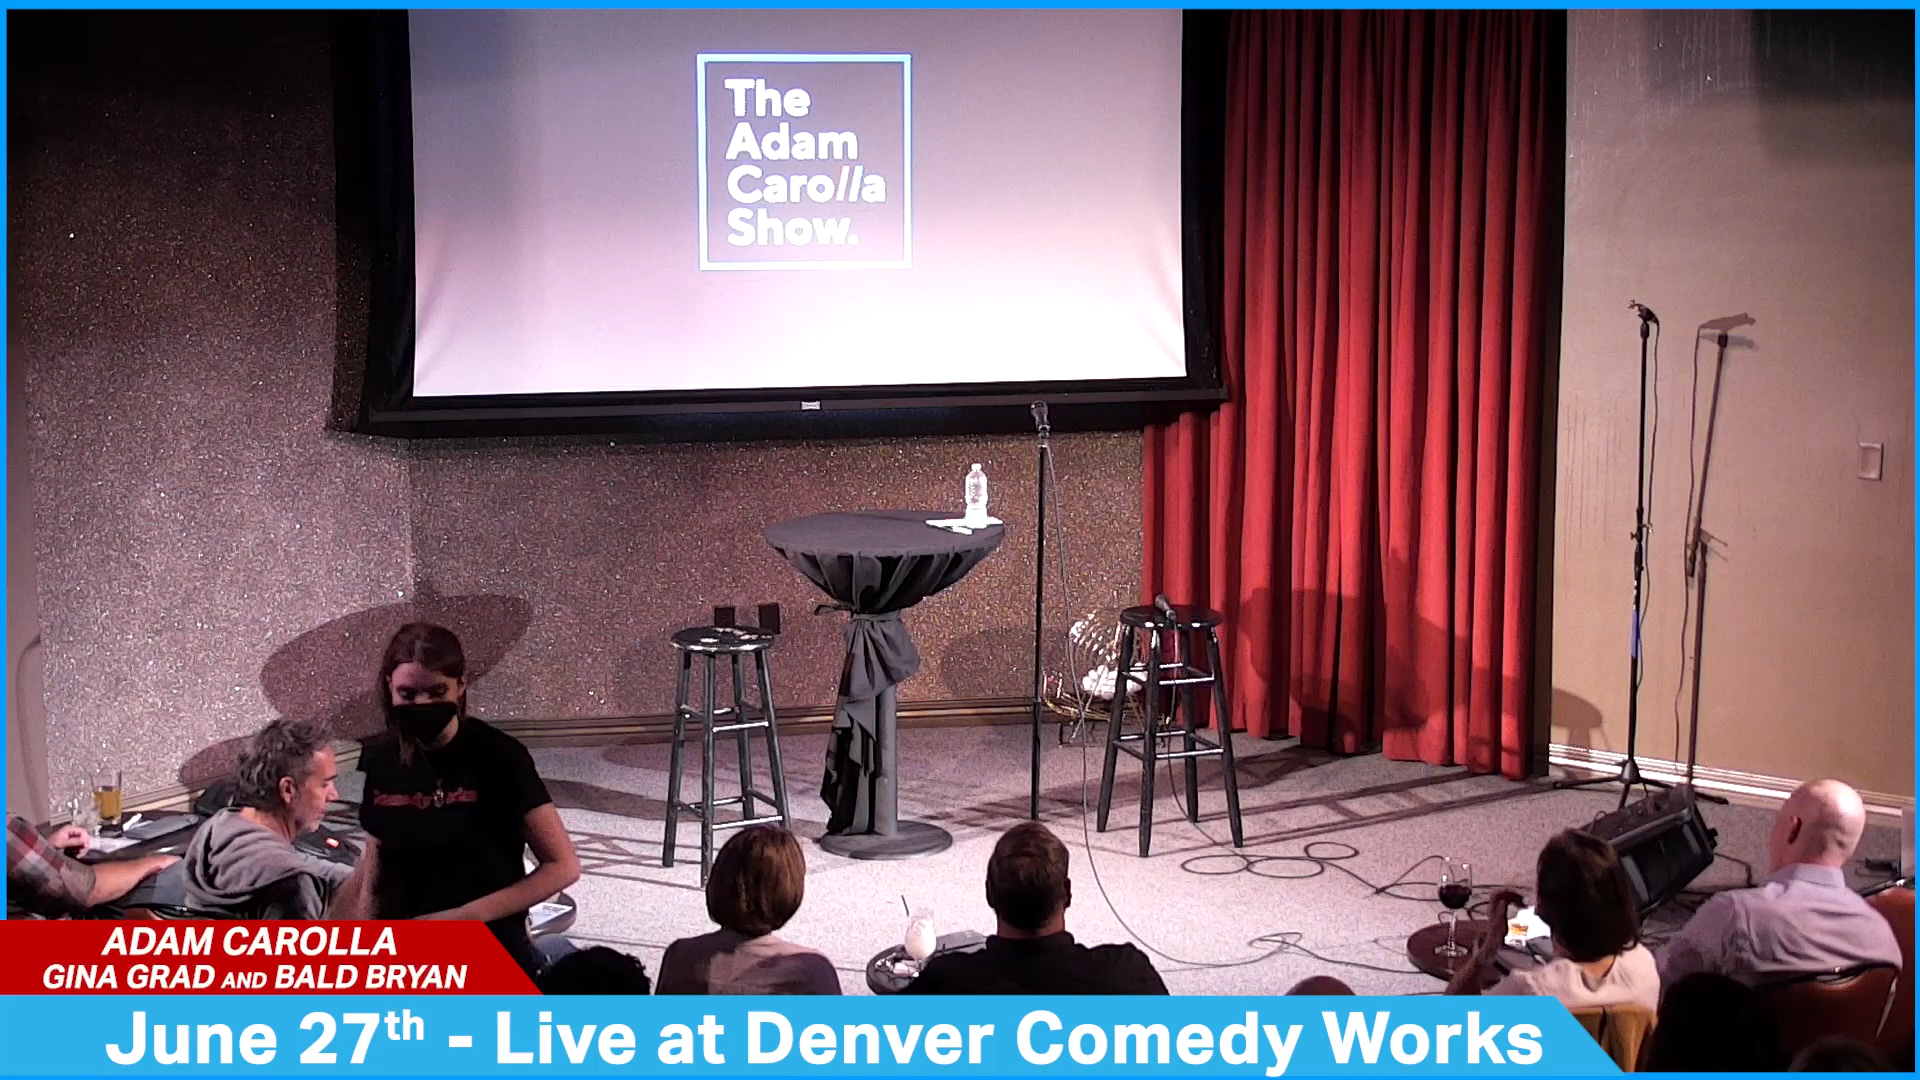 The
Adam
Carolla
Show.
ADAM CAROLLA
GINA GRAD AND BALD BRYAN
June 27th - Live at Denver Comedy Works